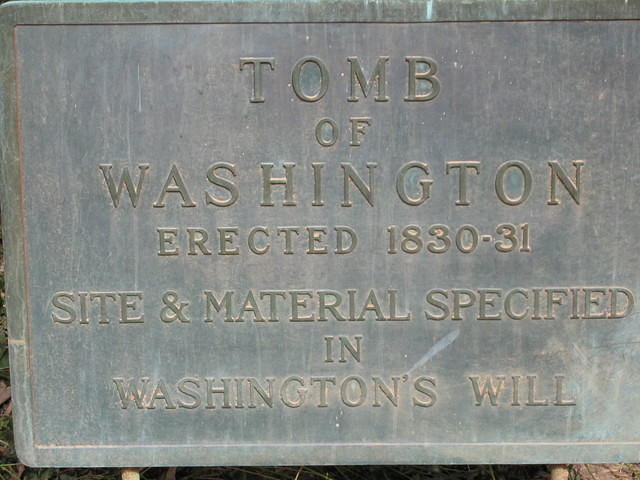 TOMB
OF
WASHINGTON
ERECTED 1830-31
SITE & MATERIAL SPECIFIED
IN
WASHINGTON'S WILL